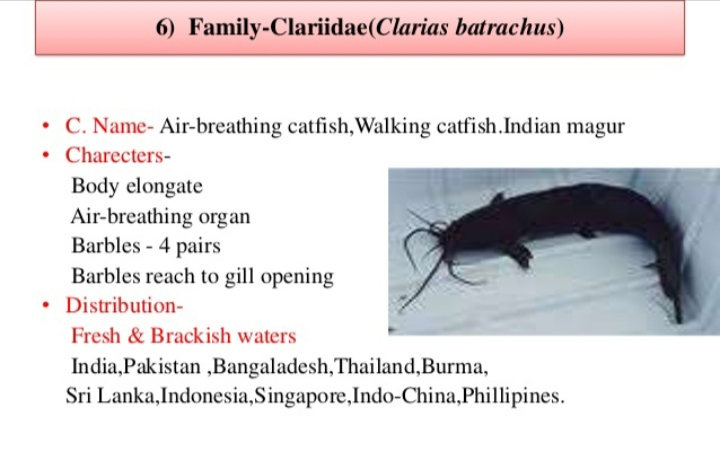 6) Family-Clariidae(Clarias batrachus)
• C. Name- Air-breathing catfish,Walking catfish.Indian magur
• Charecters-
Body elongate
Air-breathing organ
Barbles - 4 pairs
Barbles reach to gill opening
• Distribution-
Fresh & Brackish waters
India,Pakistan ,Bangaladesh,Thailand,Burma,
Sri Lanka,Indonesia,Singapore,Indo-China,Phillipines.